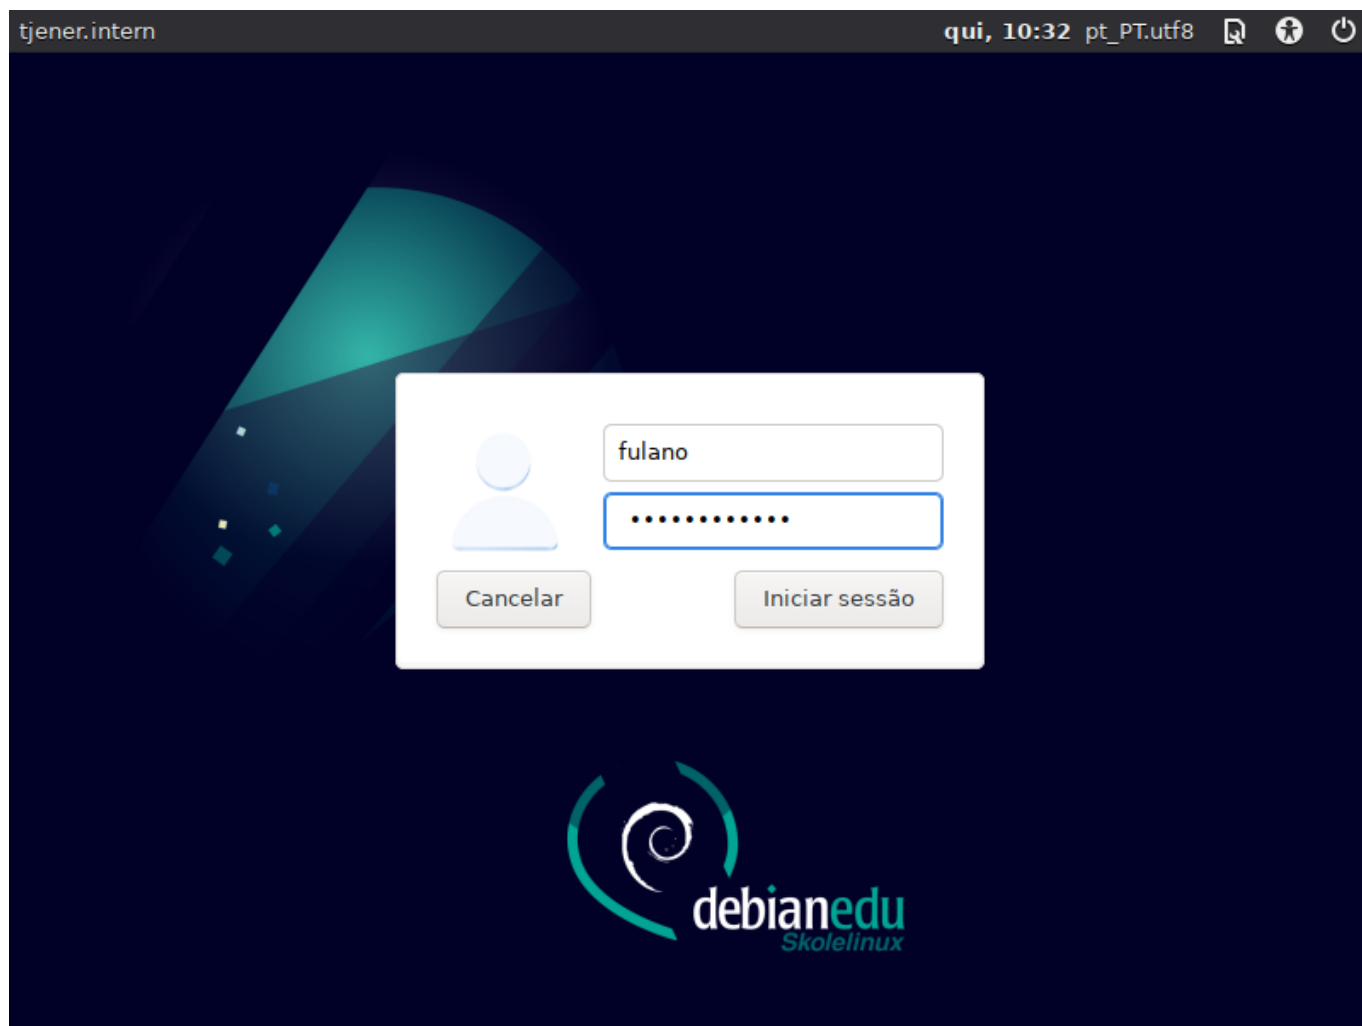 tjener.intern qui, 10:32 pt_PT.utf8
fulano
••••••••••••
Cancelar Iniciar sessão
debianedu
Skolelinux